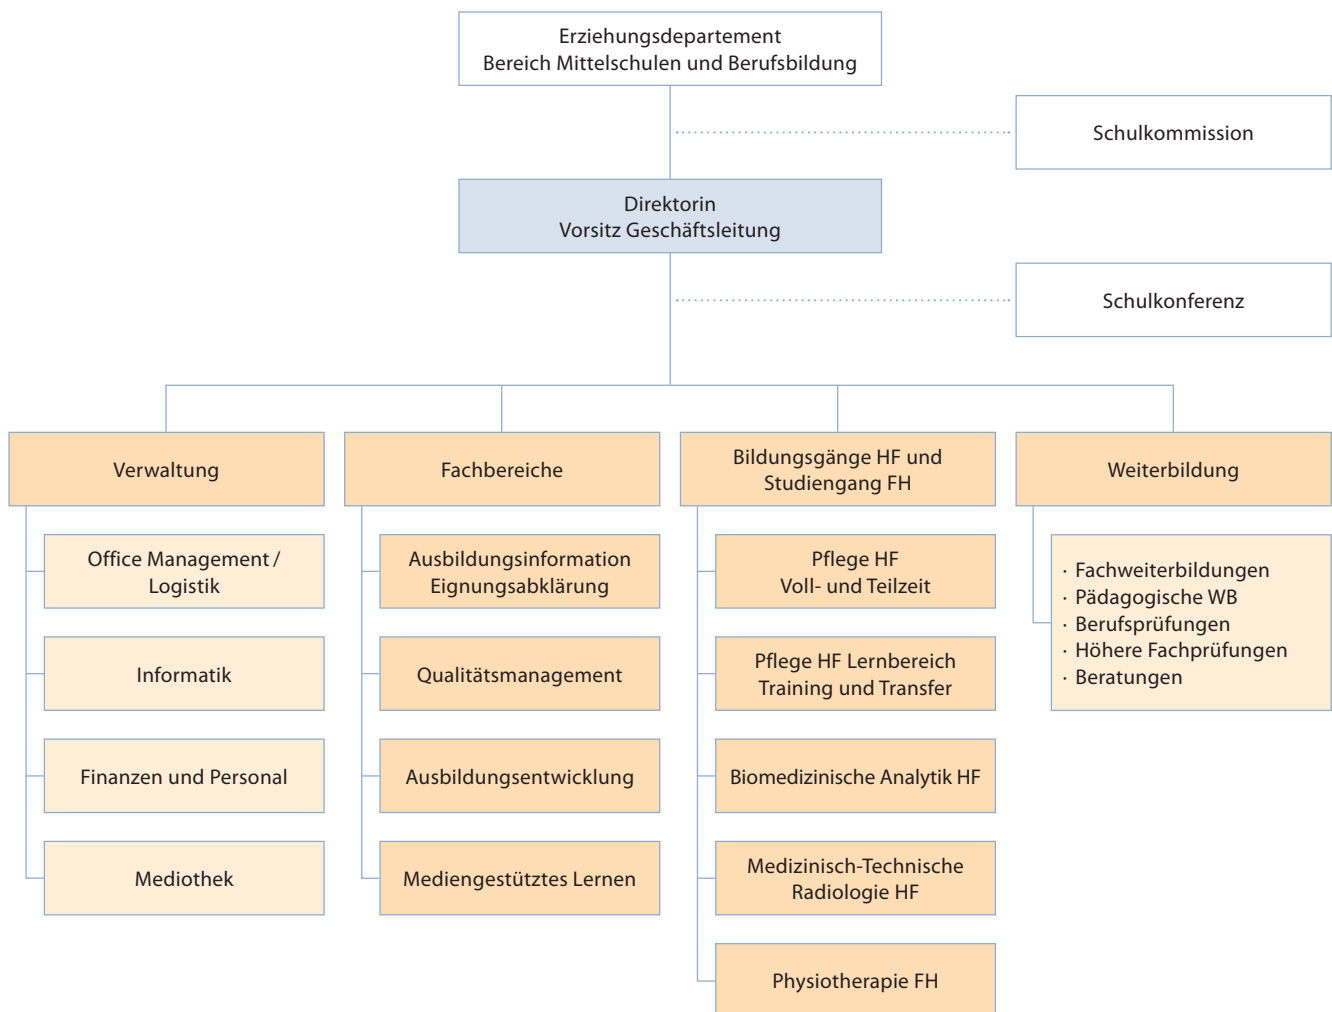 Erziehungsdepartement
Bereich Mittelschulen und Berufsbildung
Schulkommission
Direktorin
Vorsitz Geschäftsleitung
Schulkonferenz
Verwaltung
Office Management /
Logistik
Informatik
Finanzen und Personal
Mediothek
Fachbereiche
Ausbildungsinformation
Eignungsabklärung
Qualitätsmanagement
Ausbildungsentwicklung
Mediengestütztes Lernen
Bildungsgänge HF und
Studiengang FH
Pflege HF
Voll- und Teilzeit
Pflege HF Lernbereich
Training und Transfer
Biomedizinische Analytik HF
Medizinisch-Technische
Radiologie HF
Physiotherapie FH
Weiterbildung
· Fachweiterbildungen
· Pädagogische WB
· Berufsprüfungen
· Höhere Fachprüfungen
· Beratungen